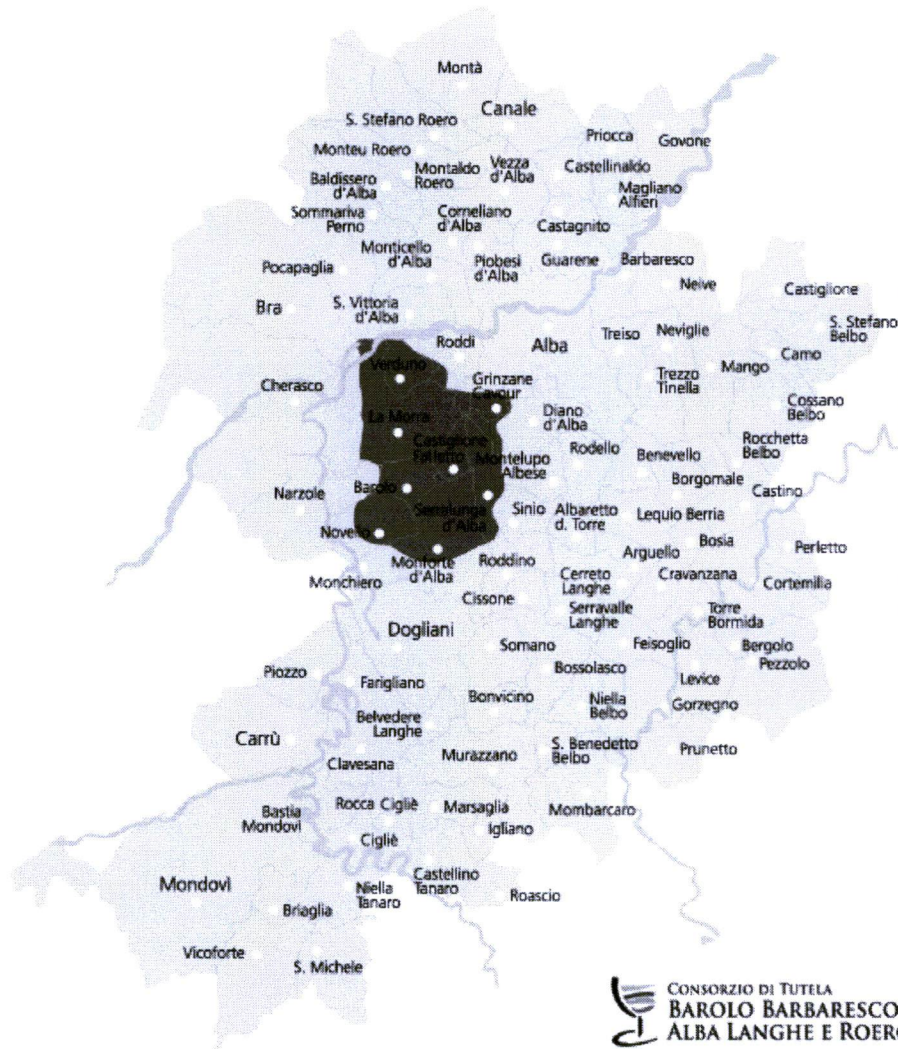 Montà
Canale
S. Stefano Roero
Priocca
Govone
Monteu Roero
Montaldo
Roero
Vezza
d'Alba
Castellinaldo
Baldissero
d'Alba
Magliano
Alfieri
Sommariva
Perno
Corneliano
d'Alba
Castagnito
Monticello
d'Alba
Pocapaglia
Piobesi
d'Alba
Guarene
Barbaresco
Neive
Castiglione
Bra
S. Vittoria
d'Alba
S. Stefano
Belbo
Roddi
Alba
Treiso
Neviglie
Camo
Mango
Verduno
Trezzo
Tinella
Cherasco
Grinzane
Cavour
Cossano
Belbo
La Morra
Diano
d'Alba
Castiglione
Falletto
Rodello
Rocchetta
Belbo
Montelupo
Albese
Benevello
Borgomale
Castino
Barolo
Narzole
Serralunga
d'Alba
Sinio
Albaretto
d. Torre
Lequio Berria
Novello
Bosia
Perletto
Arguello
Monforte
d'Alba
Roddino
Monchiero
Cerreto
Langhe
Cravanzana
Cortemilia
Cissone
Serravalle
Langhe
Torre
Bormida
Dogliani
Somano
Feisoglio
Bergolo
Pezzolo
Bossolasco
Piozzo
Farigliano
Levice
Bonvicino
Niella
Belbo
Gorzegno
Belvedere
Langhe
Carrù
S. Benedetto
Belbo
Prunetto
Murazzano
Clavesana
Rocca Cigliè
Marsaglia
Mombarcaro
Bastia
Mondovì
Igliano
Cigliè
Castellino
Tanaro
Mondovì
Niella
Tanaro
Roascio
Briaglia
Vicoforte
S. Michele
CONSORZIO DI TUTELA
BAROLO BARBARESCO
ALBA LANGHE E ROERO